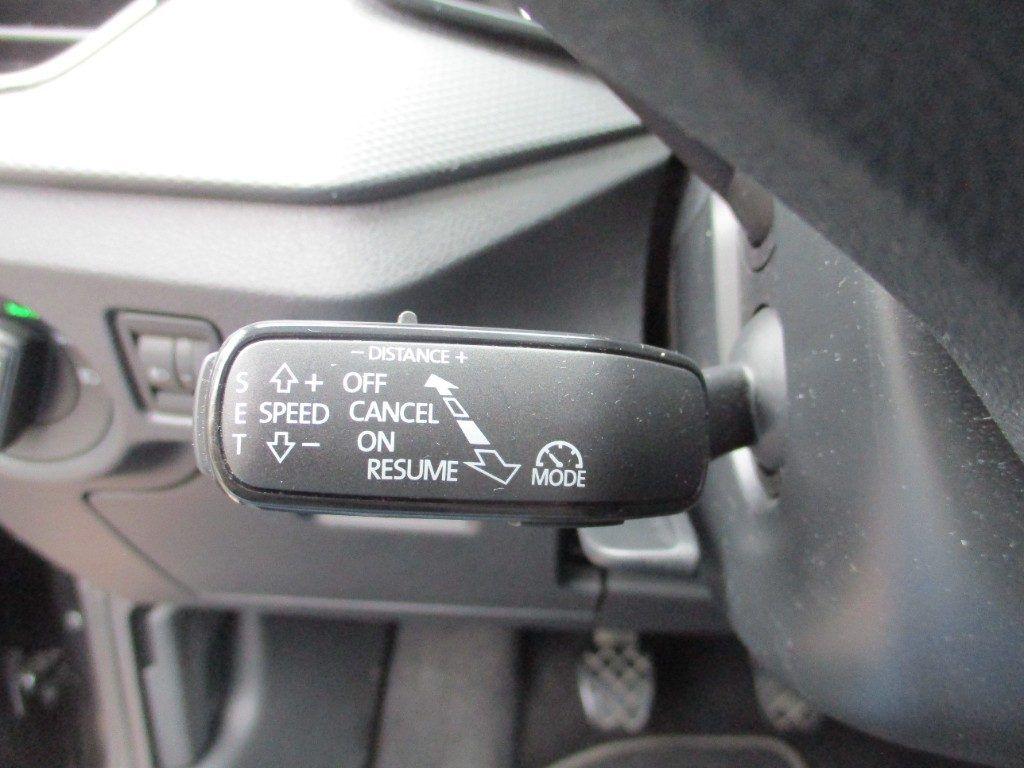 - DISTANCE +
S + OFF
E SPEED CANCEL
T - ON
RESUME
MODE